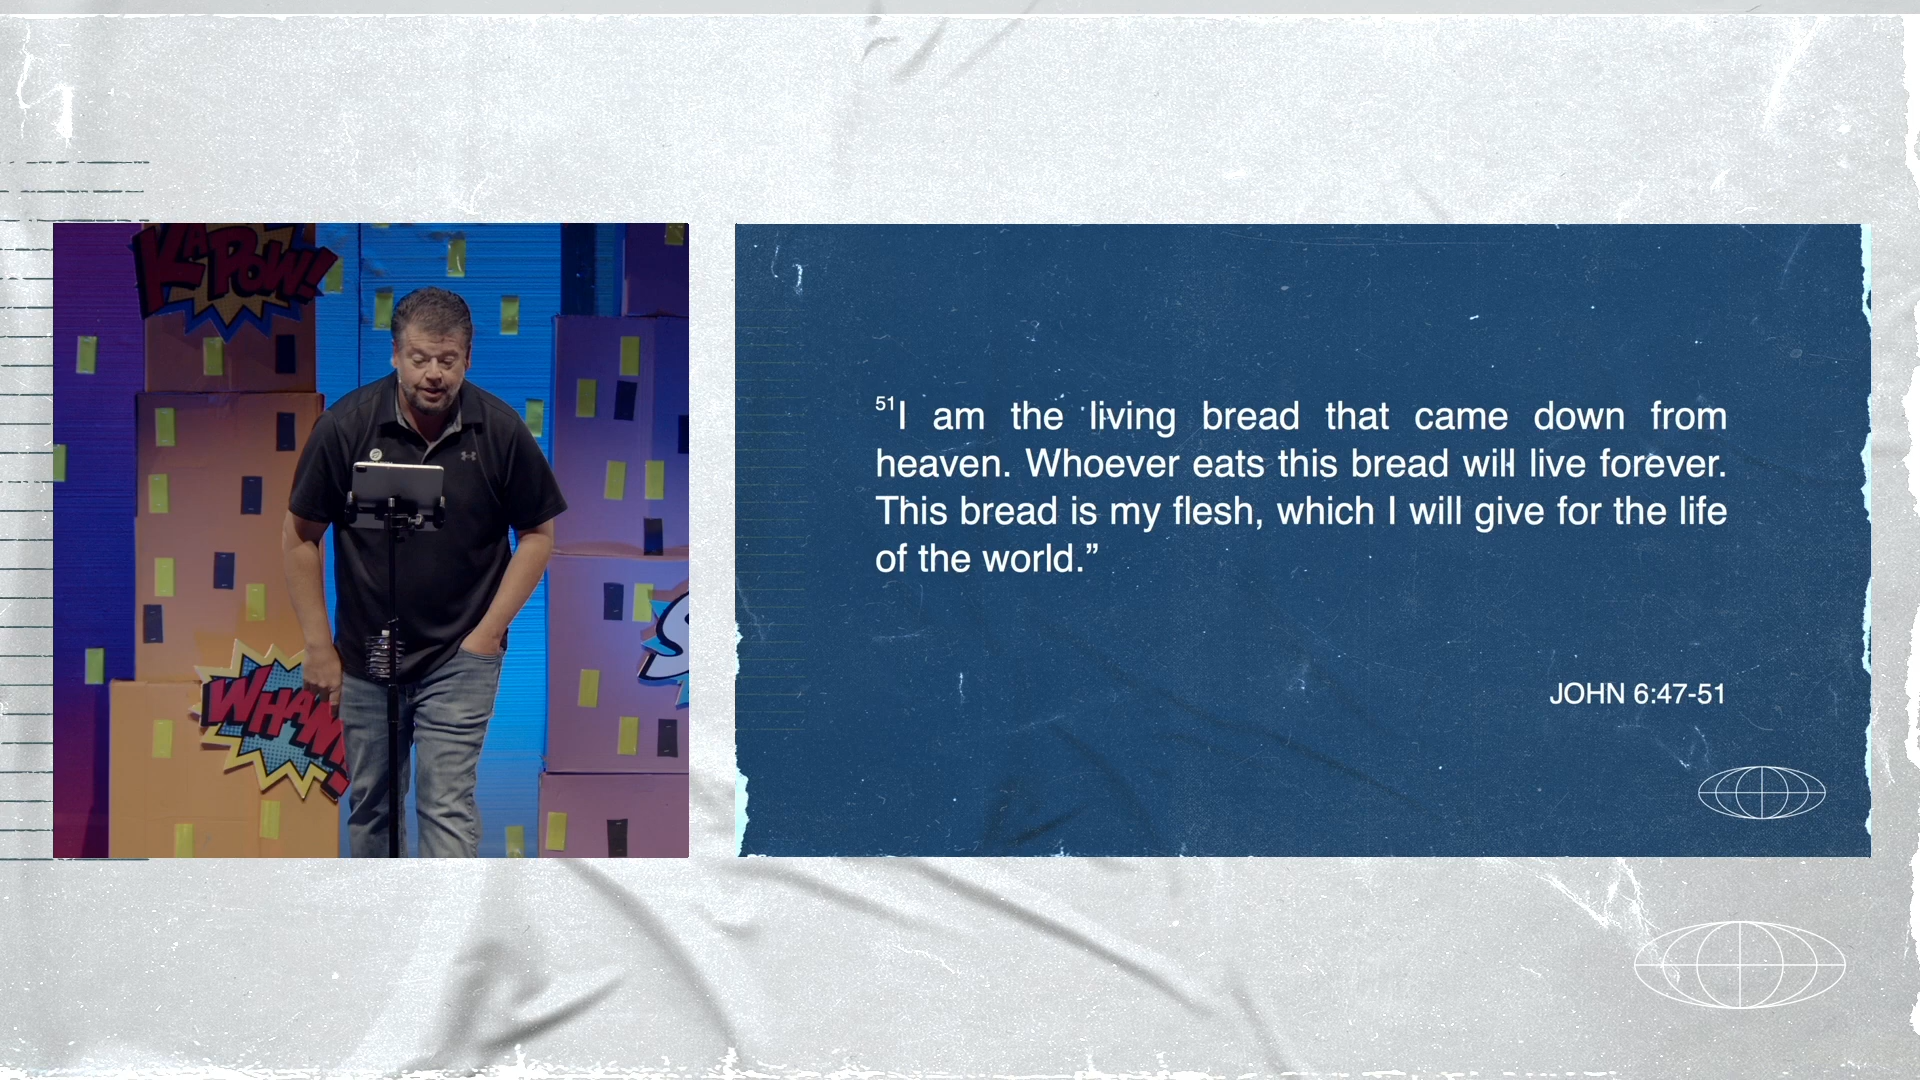 KAPOW!
WHAM!
S
51I am the living bread that came down from
heaven. Whoever eats this bread will live forever.
This bread is my flesh, which I will give for the life
of the world.”
JOHN 6:47-51